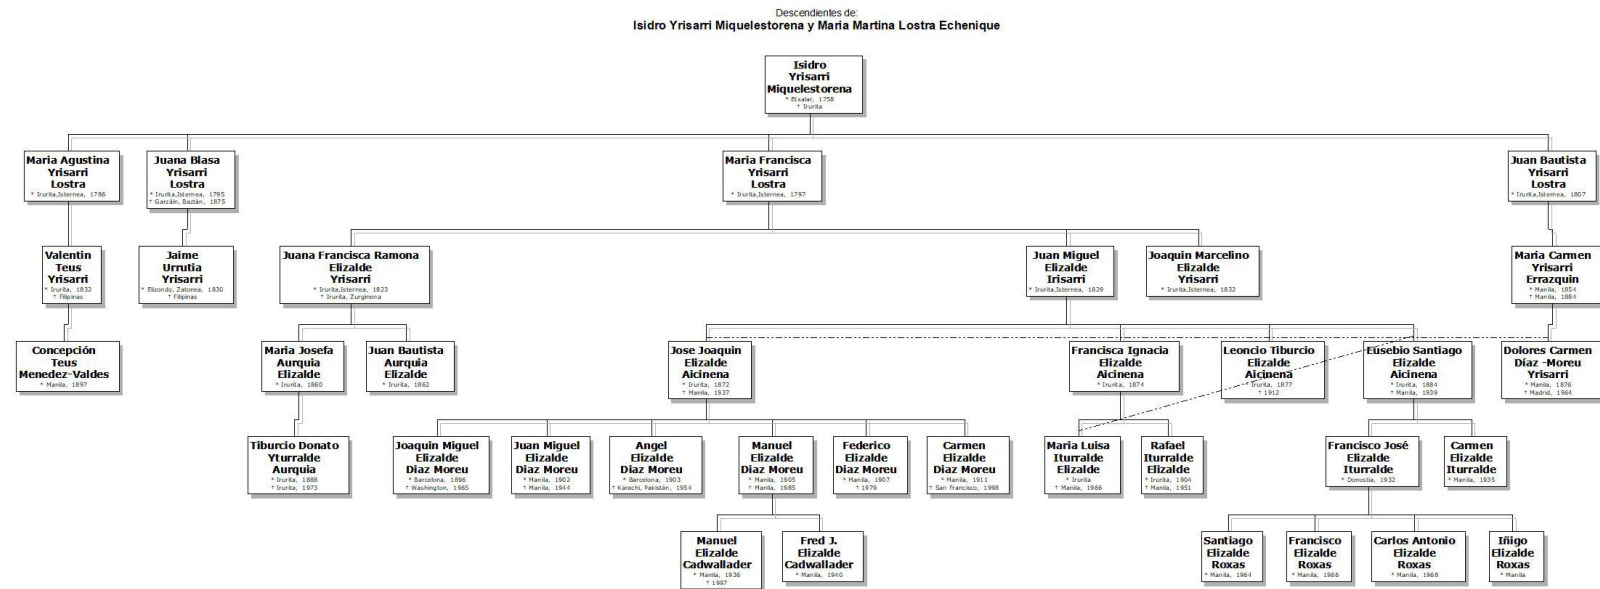 Descendientes de:
Isidro Yrisarri Miquelestorena y Maria Martina Lostra Echenique
Isidro
Yrisarri
Miquelestorena
* Etxalar, 1758
† Irurita
Maria Agustina
Yrisarri
Lostra
* Irurita,Isternea, 1786
Juana Blasa
Yrisarri
Lostra
* Irurita,Isternea, 1795
† Garzáin, Baztán, 1875
Maria Francisca
Yrisarri
Lostra
* Irurita,Isternea, 1797
Juan Bautista
Yrisarri
Lostra
* Irurita,Isternea, 1807
Valentin
Teus
Yrisarri
* Irurita, 1832
† Filipinas
Jaime
Urrutia
Yrisarri
* Elizondo, Zatonea, 1830
† Filipinas
Juana Francisca Ramona
Elizalde
Yrisarri
* Irurita,Isternea, 1823
† Irurita, Zurginena
Juan Miguel
Elizalde
Irisarri
* Irurita,Isternea, 1829
Joaquin Marcelino
Elizalde
Yrisarri
* Irurita,Isternea, 1832
María Carmen
Yrisarri
Errazquin
* Manila, 1854
† Manila, 1884
Concepción
Teus
Menedez-Valdes
* Manila, 1897
Maria Josefa
Aurquia
Elizalde
* Irurita, 1860
Juan Bautista
Aurquia
Elizalde
* Irurita, 1862
Jose Joaquin
Elizalde
Aicinena
* Irurita, 1872
† Manila, 1937
Francisca Ignacia
Elizalde
Aicinena
* Irurita, 1874
Leoncio Tiburcio
Elizalde
Aicinena
* Irurita, 1877
† 1912
Eusebio Santiago
Elizalde
Aicinena
* Irurita, 1884
† Manila, 1939
Dolores Carmen
Díaz -Moreu
Yrisarri
* Manila, 1876
† Madrid, 1964
Tiburcio Donato
Yturralde
Aurquia
* Irurita, 1888
† Irurita, 1973
Joaquin Miguel
Elizalde
Diaz Moreu
* Barcelona, 1896
† Washington, 1965
Juan Miguel
Elizalde
Diaz Moreu
* Manila, 1902
† Manila, 1944
Angel
Elizalde
Diaz Moreu
* Barcelona, 1903
† Karachi, Pakistán, 1954
Manuel
Elizalde
Diaz Moreu
* Manila, 1905
† Manila, 1985
Federico
Elizalde
Diaz Moreu
* Manila, 1907
† 1979
Carmen
Elizalde
Diaz Moreu
* Manila, 1911
† San Francisco, 1998
Maria Luisa
Iturralde
Elizalde
* Irurita
† Manila, 1966
Rafael
Iturralde
Elizalde
* Irurita, 1904
† Manila, 1951
Francisco José
Elizalde
Iturralde
* Donostia, 1932
Carmen
Elizalde
Iturralde
* Manila, 1935
Manuel
Elizalde
Cadwallader
* Manila, 1936
† 1997
Fred J.
Elizalde
Cadwallader
* Manila, 1940
Santiago
Elizalde
Roxas
* Manila, 1964
Francisco
Elizalde
Roxas
* Manila, 1966
Carlos Antonio
Elizalde
Roxas
* Manila, 1968
Iñigo
Elizalde
Roxas
* Manila